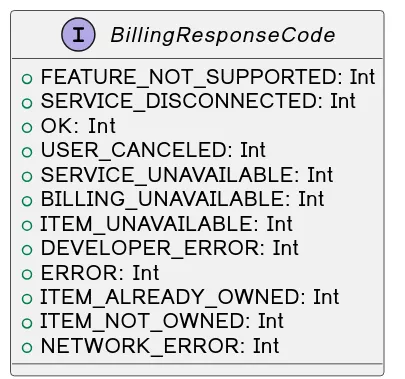 I BillingResponseCode
FEATURE_NOT_SUPPORTED: Int
SERVICE_DISCONNECTED: Int
OK: Int
USER_CANCELED: Int
SERVICE_UNAVAILABLE: Int
BILLING_UNAVAILABLE: Int
ITEM_UNAVAILABLE: Int
DEVELOPER_ERROR: Int
ERROR: Int
ITEM_ALREADY_OWNED: Int
ITEM_NOT_OWNED: Int
NETWORK_ERROR: Int